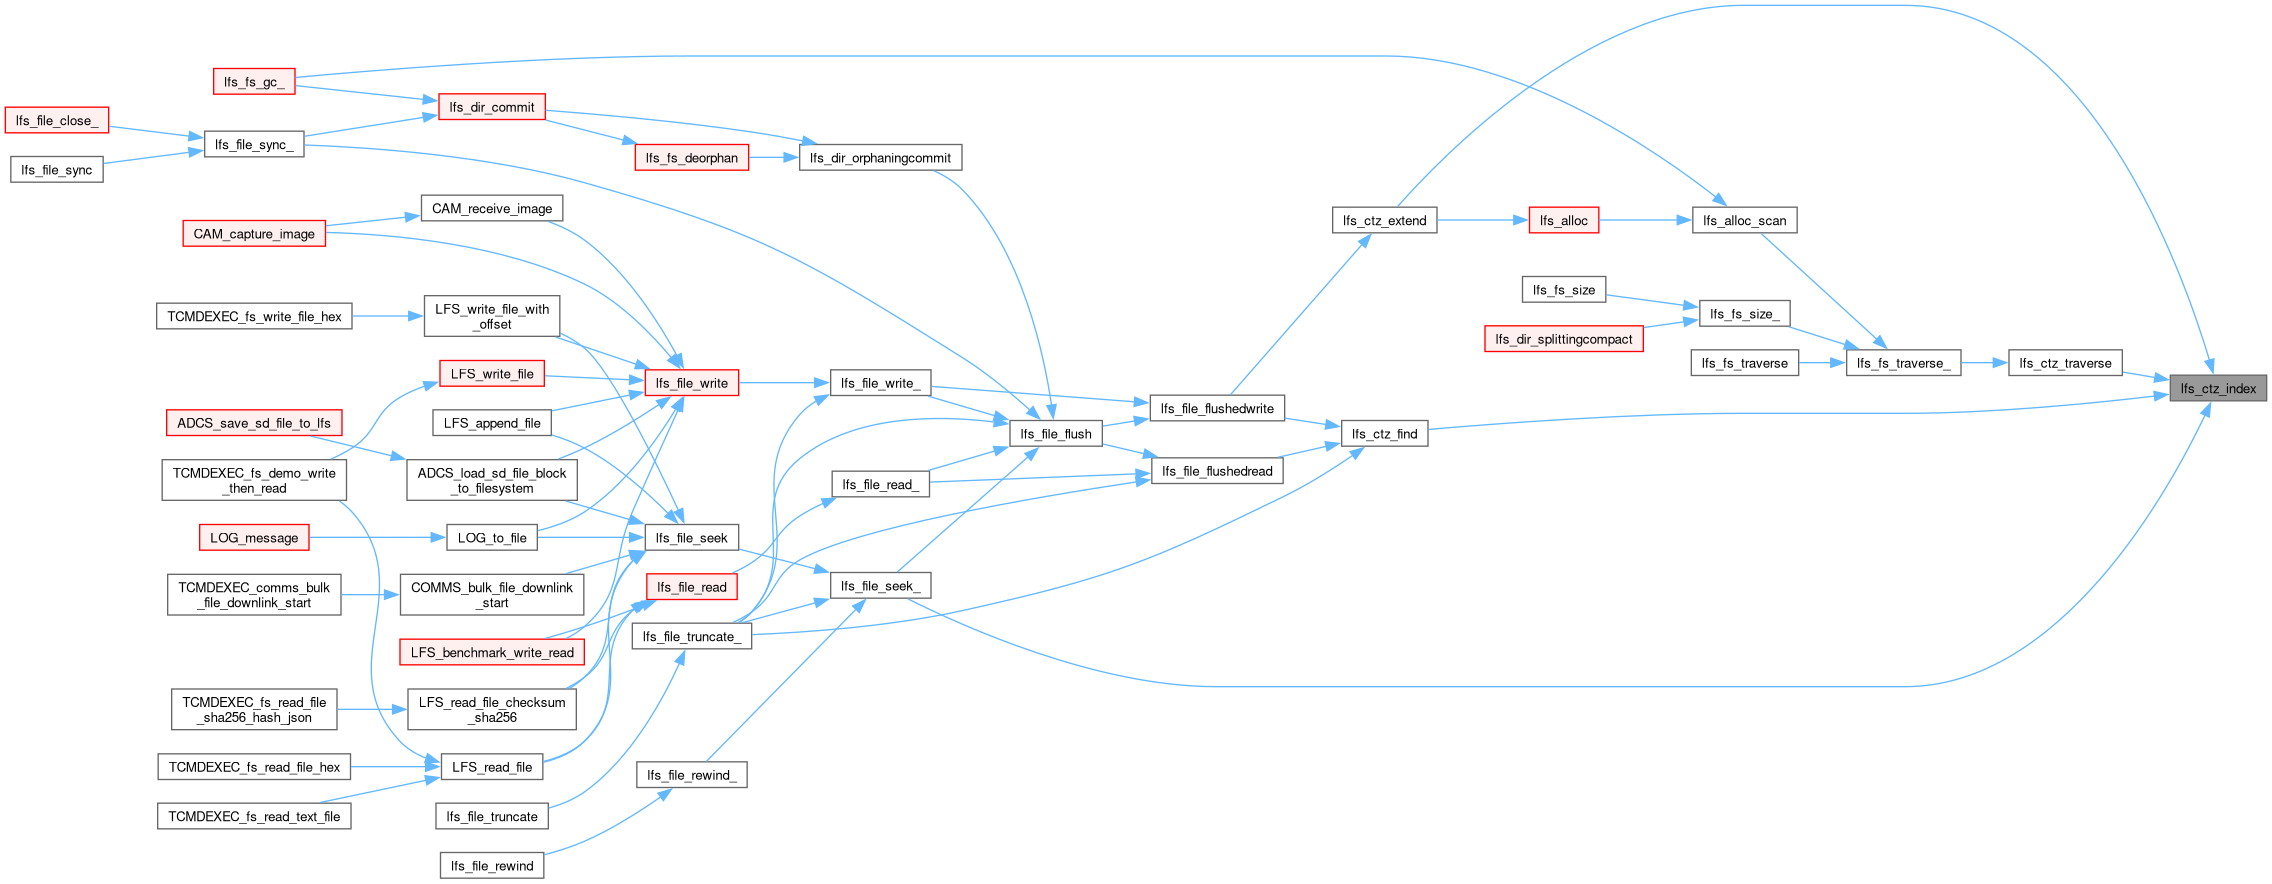 lfs_fs_gc_
lfs_file_close_
lfs_dir_commit
lfs_file_sync_
lfs_file_sync
lfs_fs_deorphan
lfs_dir_orphaningcommit
CAM_receive_image
CAM_capture_image
lfs_ctz_extend
lfs_alloc
lfs_alloc_scan
TCMDEXEC_fs_write_file_hex
LFS_write_file_with
_offset
lfs_fs_size
lfs_fs_size_
lfs_dir_splittingcompact
lfs_fs_traverse
lfs_fs_traverse_
lfs_ctz_traverse
lfs_ctz_index
LFS_write_file
lfs_file_write
lfs_file_write_
lfs_file_flushedwrite
ADCS_save_sd_file_to_lfs
LFS_append_file
lfs_file_flush
lfs_ctz_find
TCMDEXEC_fs_demo_write
_then_read
ADCS_load_sd_file_block
_to_filesystem
lfs_file_read_
lfs_file_flushedread
LOG_message
LOG_to_file
lfs_file_seek
TCMDEXEC_comms_bulk
_file_downlink_start
COMMS_bulk_file_downlink
_start
lfs_file_read
lfs_file_seek_
LFS_benchmark_write_read
lfs_file_truncate_
TCMDEXEC_fs_read_file
_sha256_hash_json
LFS_read_file_checksum
_sha256
TCMDEXEC_fs_read_file_hex
LFS_read_file
lfs_file_rewind_
TCMDEXEC_fs_read_text_file
lfs_file_truncate
lfs_file_rewind